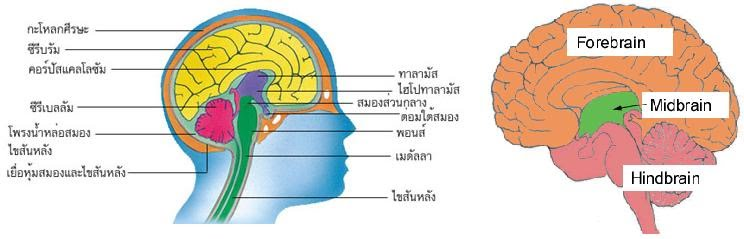 กะโหลกศีรษะ
ซีรีบรัม
คอร์ปัสแคลโลซัม
ซีรีเบลลัม
โพรงน้ำหล่อสมอง
ไขสันหลัง
เยื่อหุ้มสมองและไขสันหลัง
ทาลามัส
ไฮโปทาลามัส
สมองส่วนกลาง
ต่อมใต้สมอง
พอนส์
เมดัลลา
ไขสันหลัง
Forebrain
Midbrain
Hindbrain